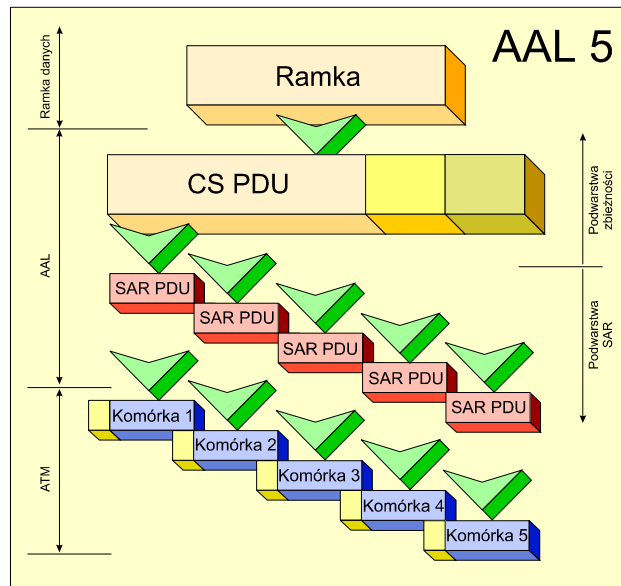 AAL 5
Ramka danych
Ramka
CS PDU
Podwarstwa
zbieżności
AAL
SAR PDU
SAR PDU
SAR PDU
SAR PDU
SAR PDU
Podwarstwa
SAR
ATM
Komórka 1
Komórka 2
Komórka 3
Komórka 4
Komórka 5